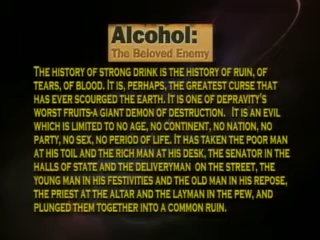 Alcohol:
The Beloved Enemy
The history of strong drink is the history of ruin, of
tears, of blood. It is, perhaps, the greatest curse that
has ever scourged the earth. It is one of depravity's
worst fruits-a giant demon of destruction. It is an evil
which is limited to no age, no continent, no nation, no
party, no sex, no period of life. It has taken the poor man
at his toil and the rich man at his desk, the senator in the
halls of state and the deliveryman on the street, the
young man in his festivities and the old man in his repose,
the priest at the altar and the layman in the pew, and
plunged them together into a common ruin.